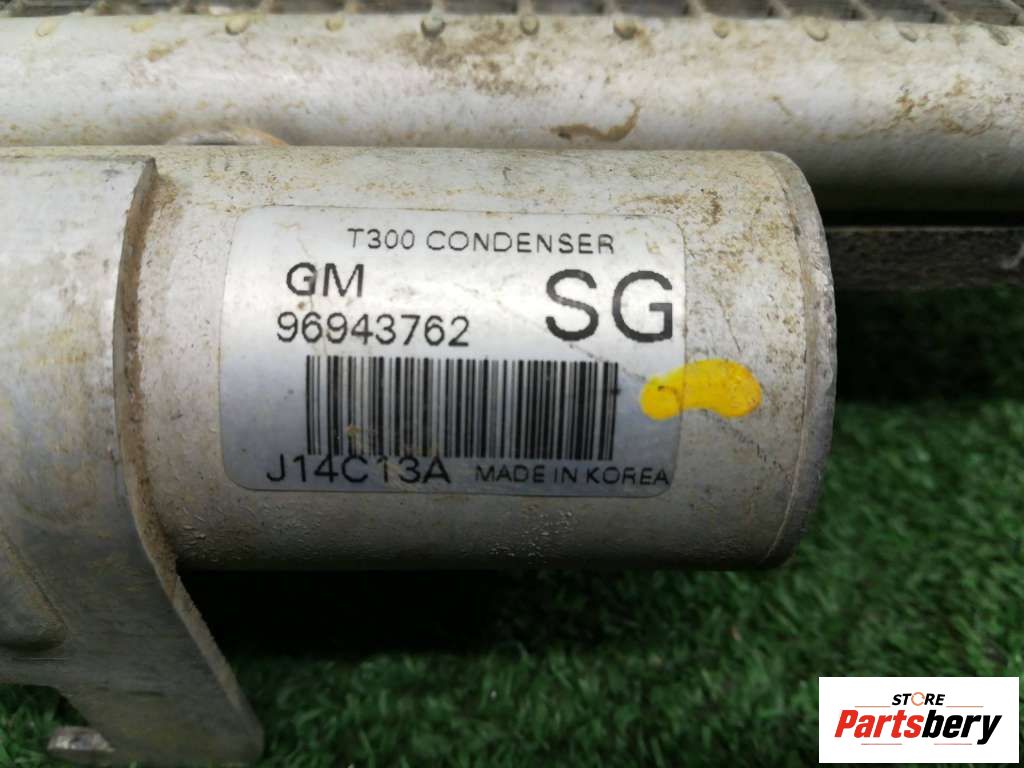 T300 CONDENSER
GM
SG
96943762
J14C13A MADE IN KOREA
STORE
Partsbery